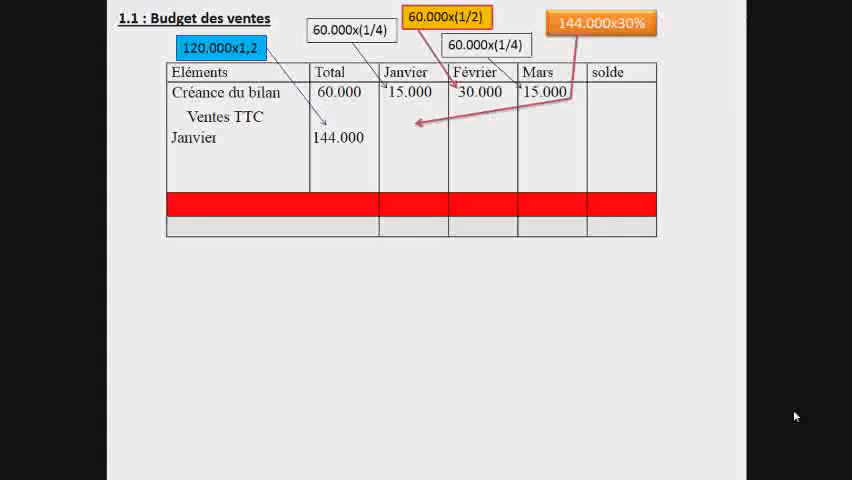 1.1 : Budget des ventes
60.000x(1/4)
60.000x(1/2)
144.000x30%
120.000x1,2
60.000x(1/4)
Eléments Total Janvier Février Mars solde
Créance du bilan 60.000 15.000 30.000 15.000
Ventes TTC
Janvier 144.000